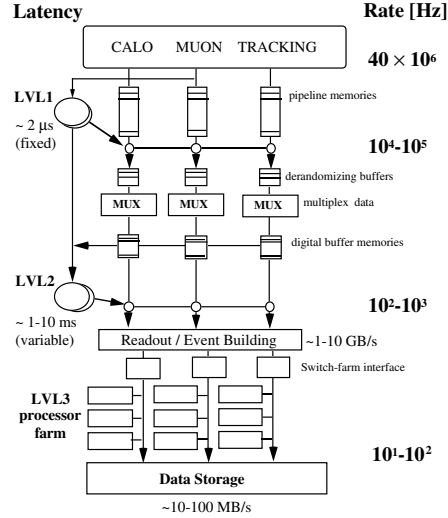 Latency
Rate [Hz]
CALO MUON TRACKING
40 × 10⁶
LVL1
pipeline memories
~ 2 μs
(fixed)
10⁴-10⁵
derandomizing buffers
MUX MUX MUX
multiplex data
digital buffer memories
LVL2
10²-10³
~ 1-10 ms
(variable)
Readout / Event Building
~1-10 GB/s
Switch-farm interface
LVL3
processor
farm
10¹-10²
Data Storage
~10-100 MB/s